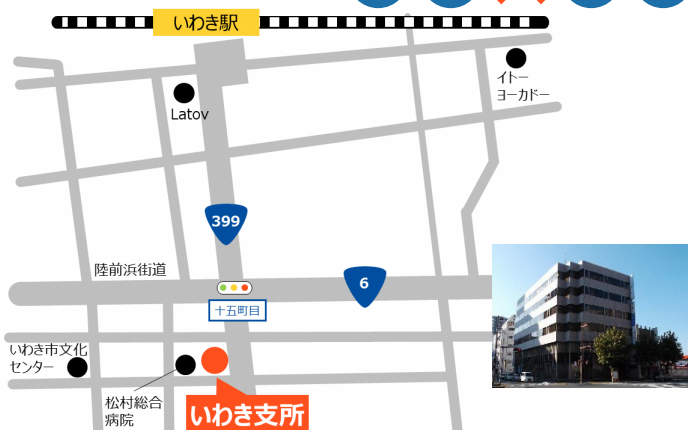 いわき駅
Latov
イトー
ヨーカドー
399
陸前浜街道
6
十五町目
いわき市文化
センター
松村総合
病院
いわき支所